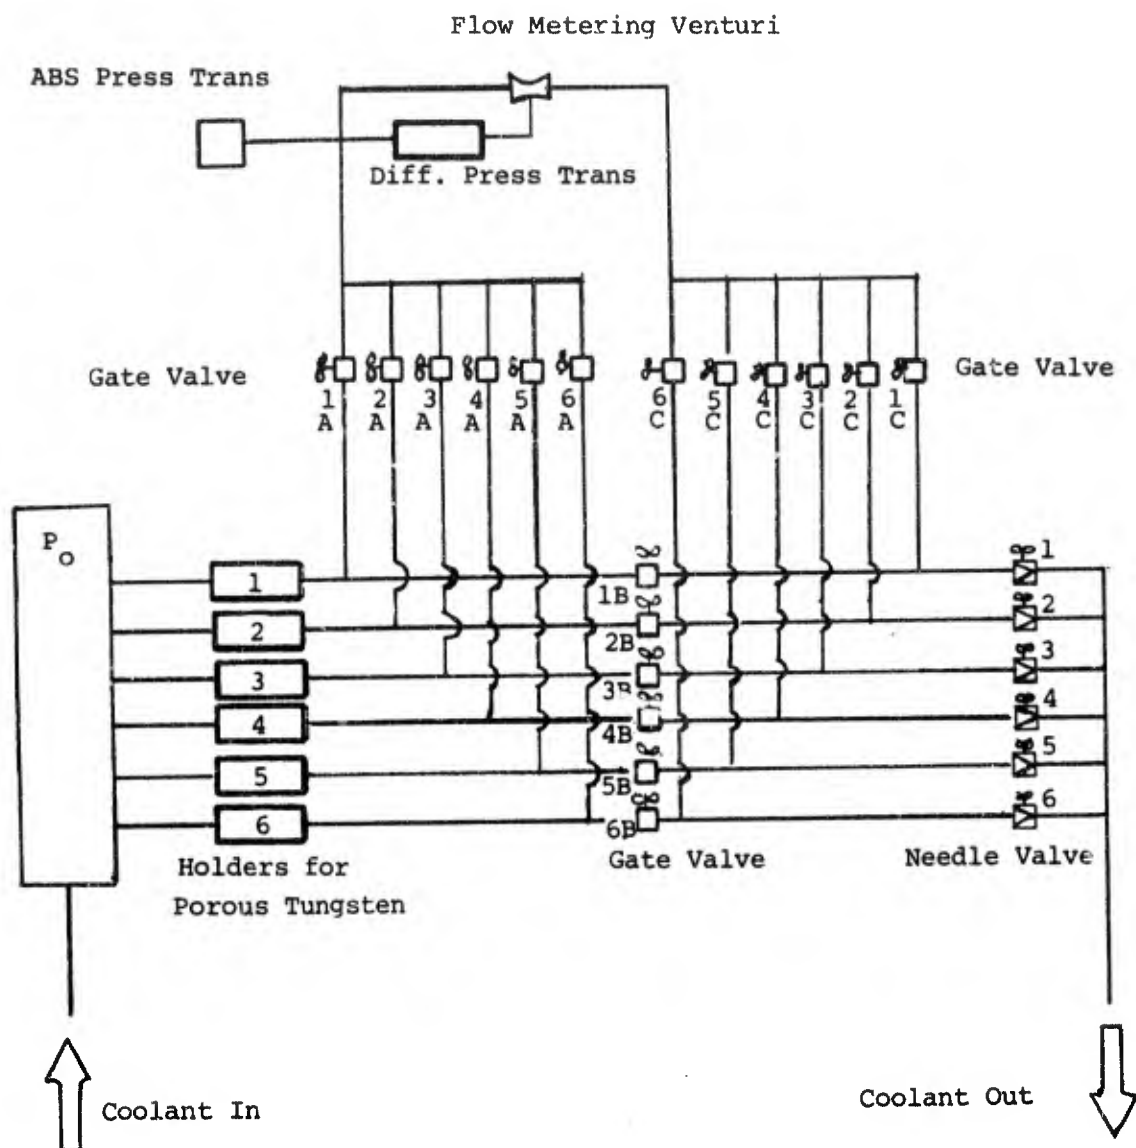 Flow Metering Venturi
ABS Press Trans
Diff. Press Trans
Gate Valve
Gate Valve
1 2 3 4 5 6 6 5 4 3 2 1
A A A A A A C C C C C C
Po
1 1B 1
2 2B 2
3 3B 3
4 4B 4
5 5B 5
6 6B 6
Holders for
Porous Tungsten
Gate Valve
Needle Valve
Coolant In
Coolant Out